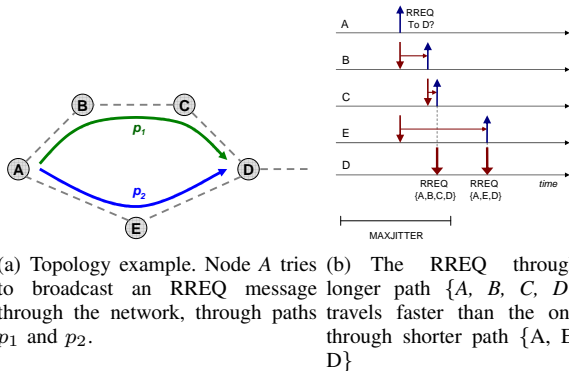 A
B
C
D
E
p1
p2
A
RREQ
To D?
B
C
E
D
RREQ
{A,B,C,D}
RREQ
{A,E,D}
time
MAXJITTER
(a) Topology example. Node A tries
to broadcast an RREQ message
through the network, through paths
p1 and p2.
(b) The RREQ through
longer path {A, B, C, D
travels faster than the on
through shorter path {A, E
D}